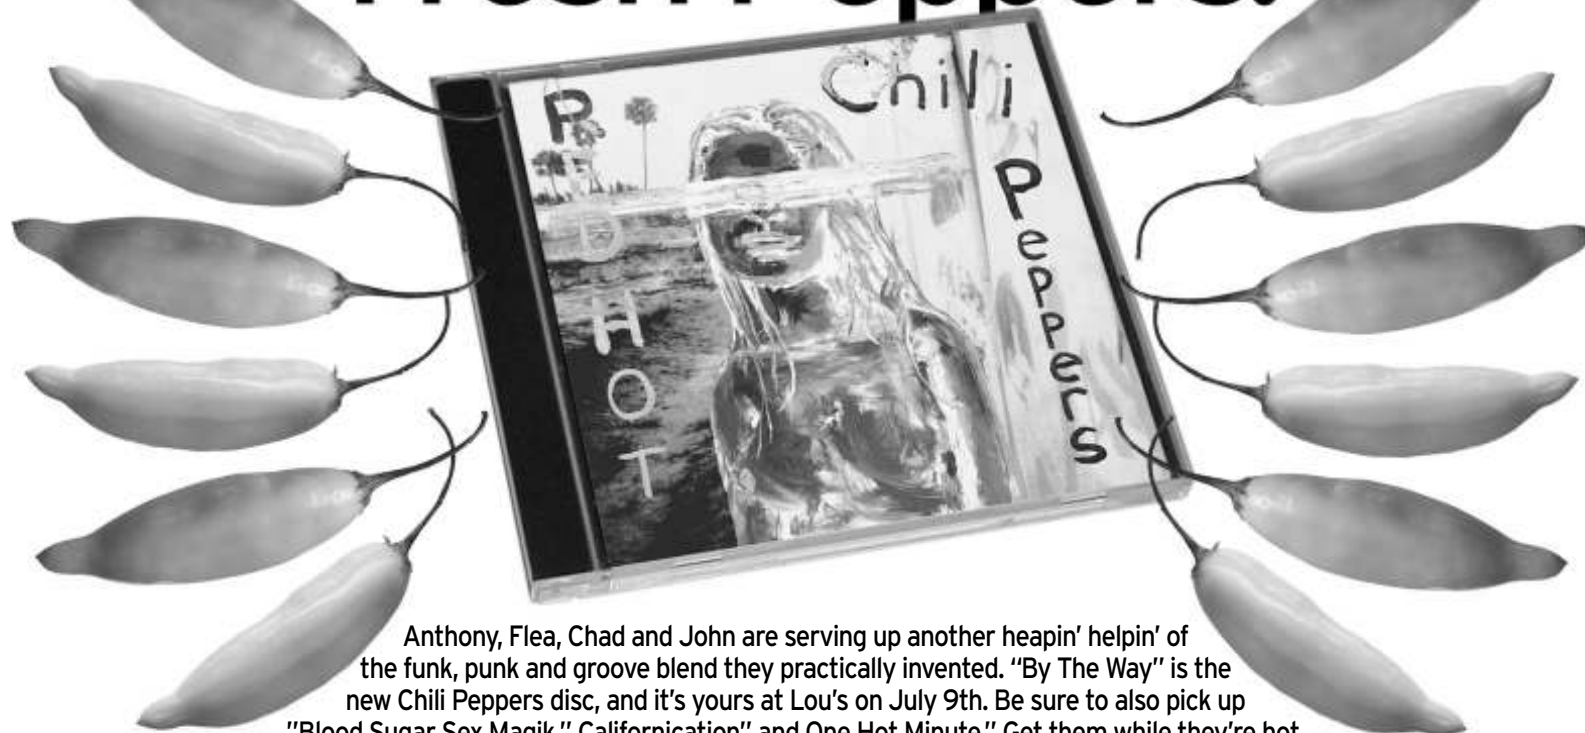 Fresh Peppers.
RED HOT
Chili
Peppers
Anthony, Flea, Chad and John are serving up another heapin’ helpin’ of
the funk, punk and groove blend they practically invented. “By The Way” is the
new Chili Peppers disc, and it’s yours at Lou’s on July 9th. Be sure to also pick up
”Blood Sugar Sex Magik,” Californication” and One Hot Minute.” Get them while they’re hot.